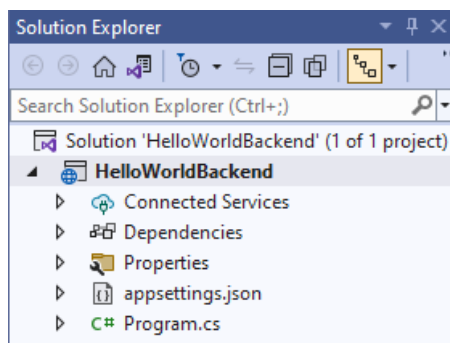 Solution Explorer
Search Solution Explorer (Ctrl+;)
Solution 'HelloWorldBackend' (1 of 1 project)
HelloWorldBackend
Connected Services
Dependencies
Properties
appsettings.json
C# Program.cs